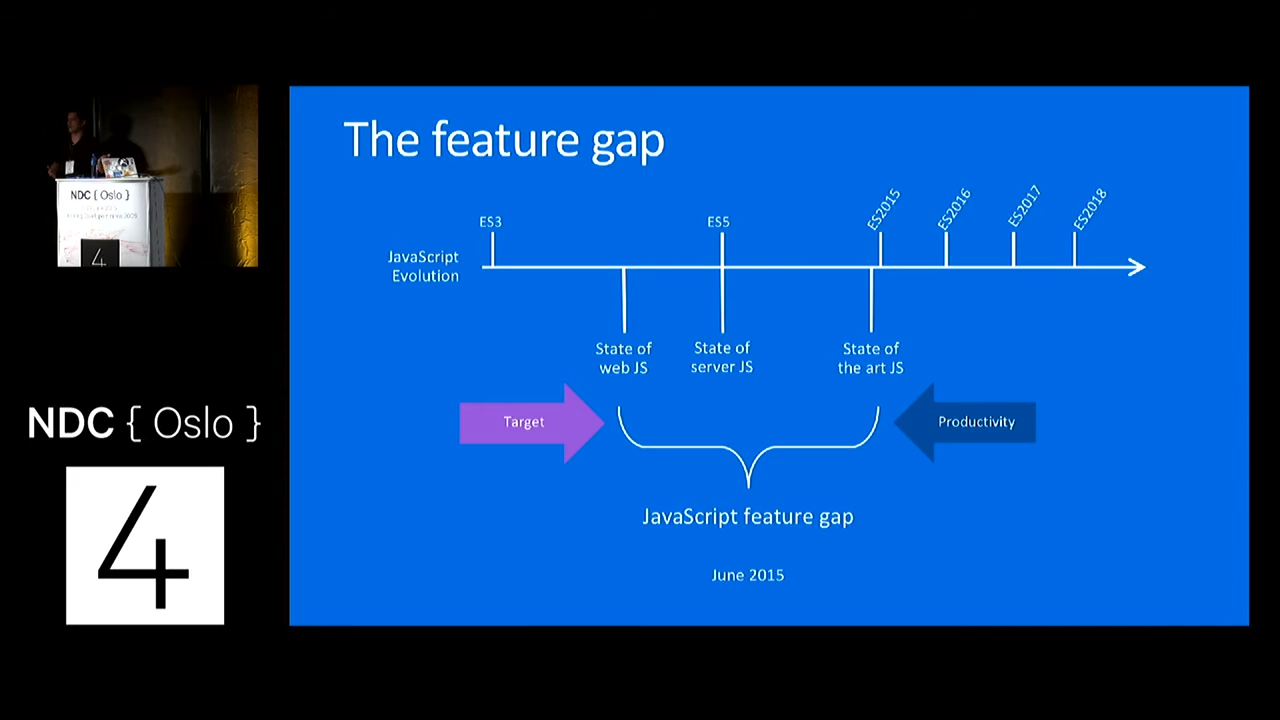 The feature gap
ES3
ES5
ES2015
ES2016
ES2017
ES2018
JavaScript
Evolution
State of
web JS
State of
server JS
State of
the art JS
Target
Productivity
JavaScript feature gap
June 2015
NDC { Oslo }
4
NDC { Oslo }
4